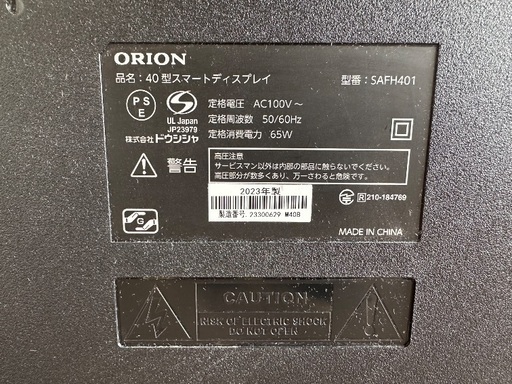 ORION
品名：40型スマートディスプレイ 型番：SAFH401
PS
E
UL Japan
JP23979
定格電圧 AC100V～
定格周波数 50/60Hz
定格消費電力 65W
株式会社ドウシシャ
警告
高圧注意
サービスマン以外は内部の部品に触らないでください。
高圧部分が数多くあり、万一さわると危険です。
2023年製
製造番号. 23300629 M40B
R 210-184769
G
MADE IN CHINA
CAUTION
RISK OF ELECTRIC SHOCK
DO NOT OPEN